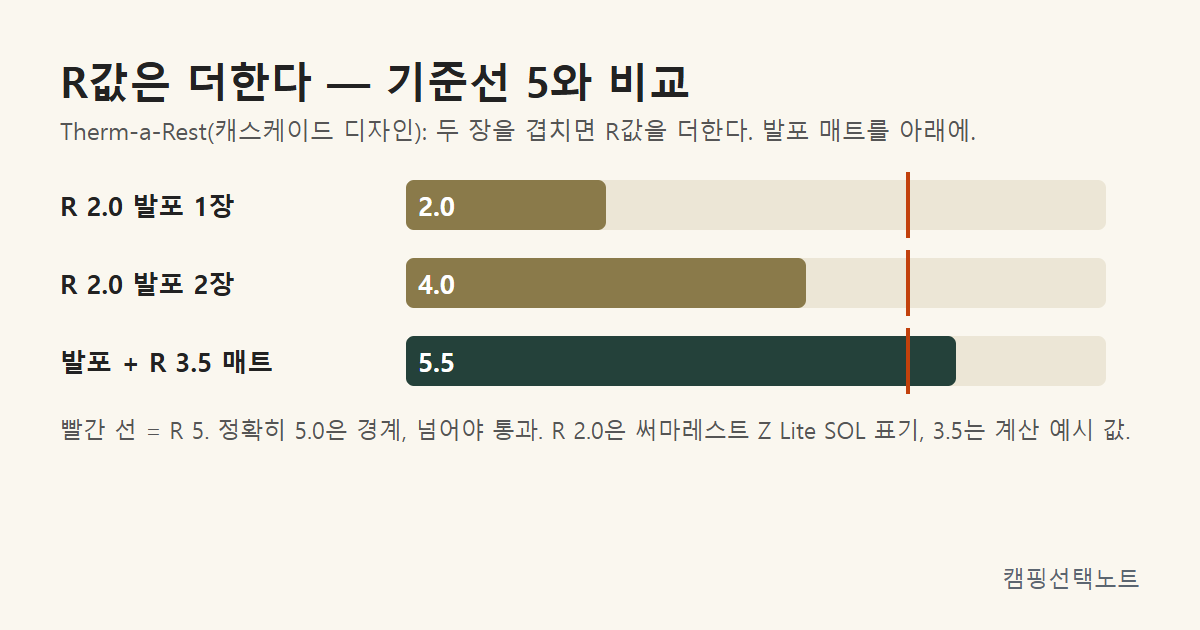 R값은 더한다 — 기준선 5와 비교
Therm-a-Rest(캐스케이드 디자인): 두 장을 겹치면 R값을 더한다. 발포 매트를 아래에.
R 2.0 발포 1장
2.0
R 2.0 발포 2장
4.0
발포 + R 3.5 매트
5.5
빨간 선 = R 5. 정확히 5.0은 경계, 넘어야 통과. R 2.0은 써마레스트 Z Lite SOL 표기, 3.5는 계산 예시 값.
캠핑선택노트